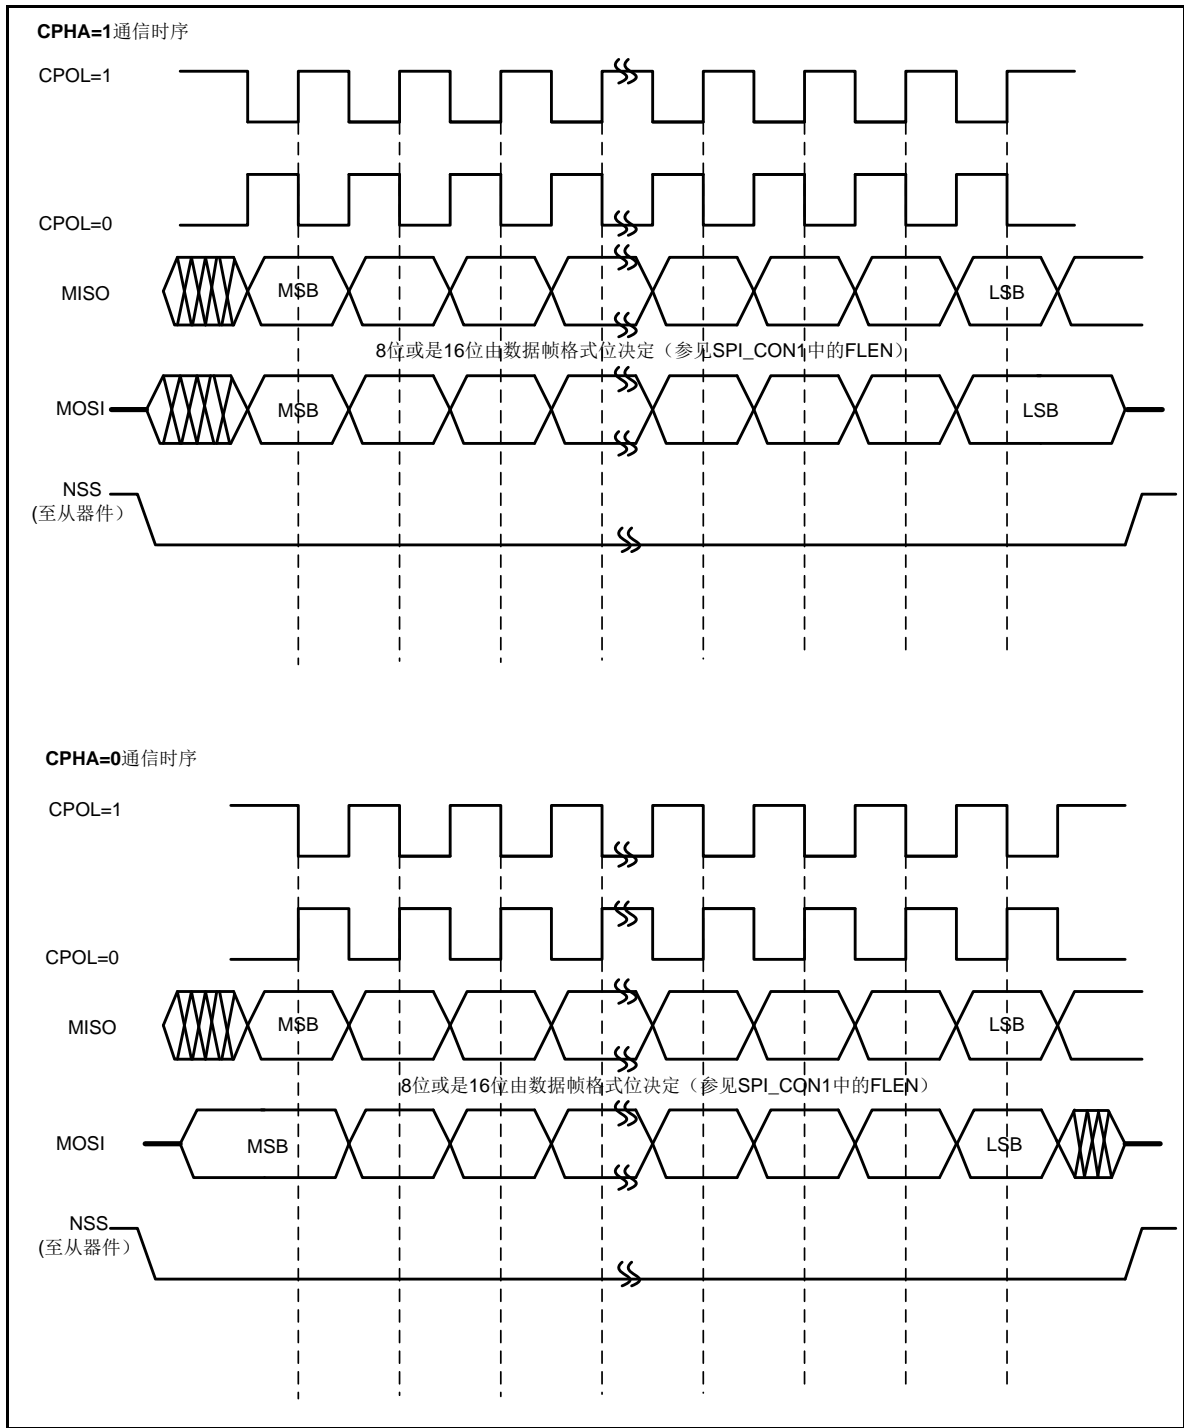 CPHA=1通信时序
CPOL=1
CPOL=0
MISO
MSB
LSB
8位或是16位由数据帧格式位决定（参见SPI_CON1中的FLEN）
MOSI
MSB
LSB
NSS
(至从器件）
CPHA=0通信时序
CPOL=1
CPOL=0
MISO
MSB
LSB
8位或是16位由数据帧格式位决定（参见SPI_CON1中的FLEN）
MOSI
MSB
LSB
NSS
(至从器件）